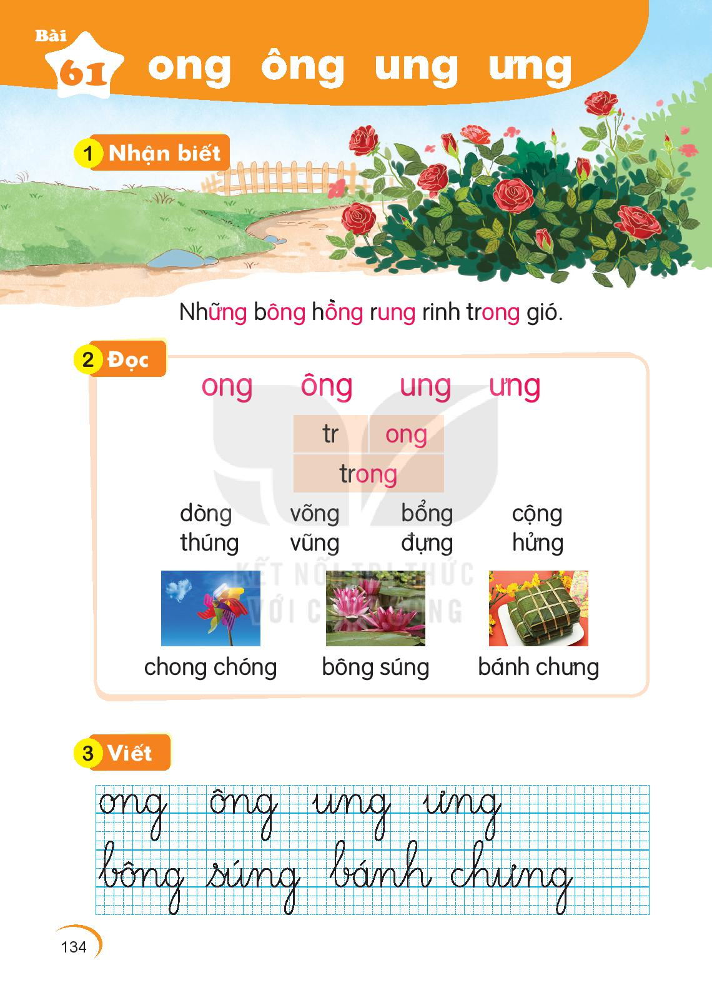 Bài
61
ong ông ung ưng
1 Nhận biết
Những bông hồng rung rinh trong gió.
2 Đọc
ong ông ung ưng
tr ong
trong
dòng võng bổng cộng
thúng vũng đựng hửng
KẾT NỐI TRI THỨC
VỚI CUỘC SỐNG
chong chóng bông súng bánh chưng
3 Viết
ong ông ung ưng
bông súng bánh chưng
134